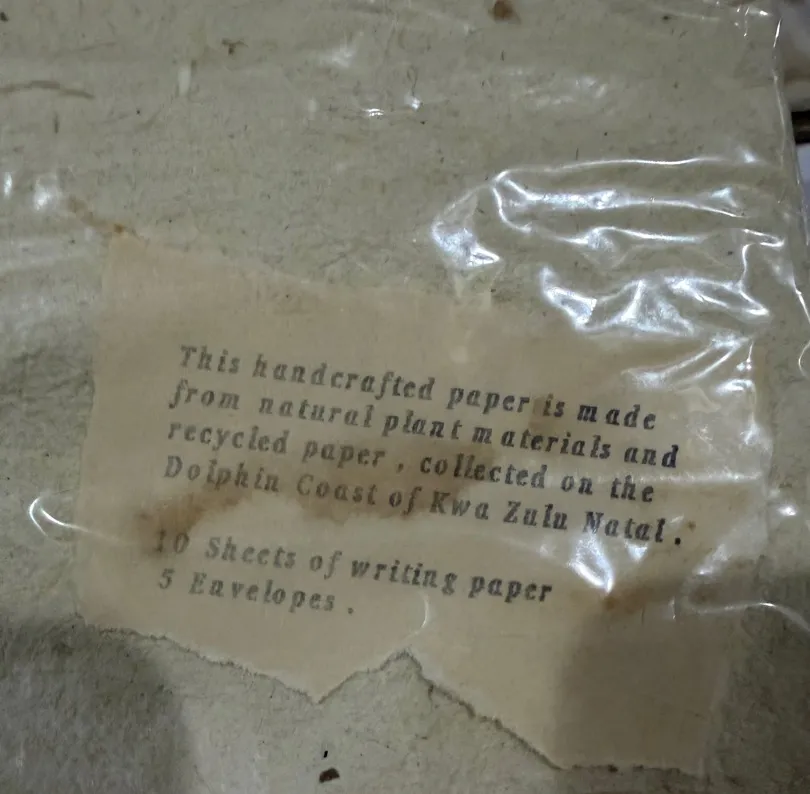 This handcrafted paper is made
from natural plant materials and
recycled paper , collected on the
Dolphin Coast of Kwa Zulu Natal .
10 Sheets of writing paper
5 Envelopes .